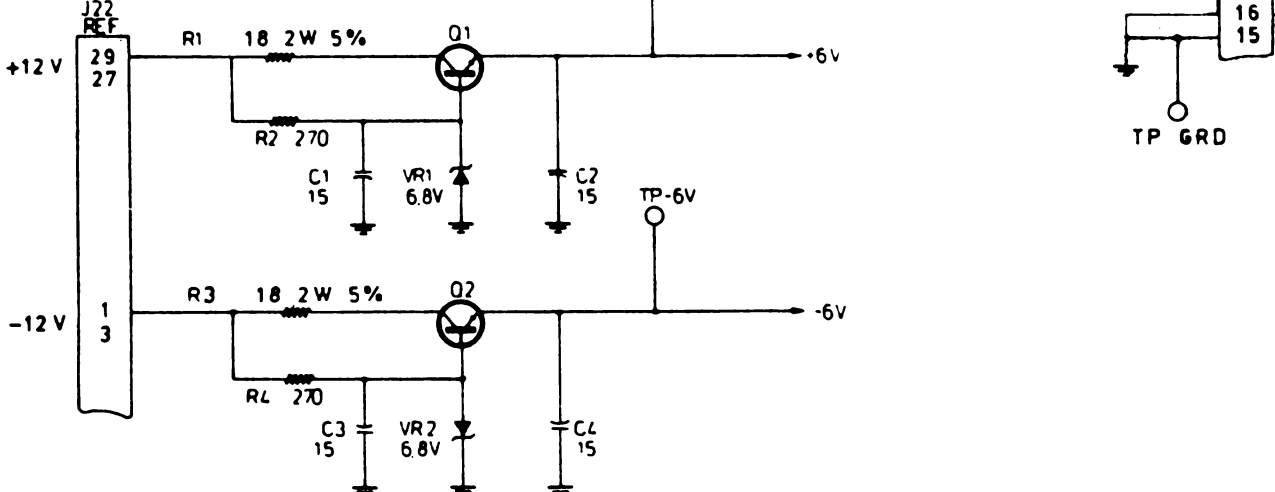 J22
REF
R1 18 2W 5%
Q1
+12 V
29
27
+6V
R2 270
C1
15
VR1
6.8V
C2
15
TP-6V
16
15
TP GRD
R3 18 2W 5%
Q2
-12 V
1
3
-6V
R4 270
C3
15
VR2
6.8V
C4
15